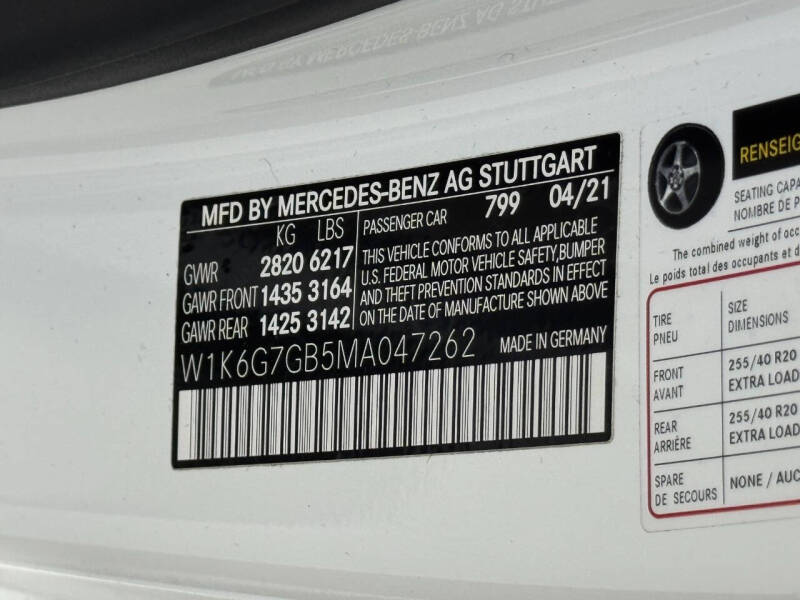 MFD BY MERCEDES-BENZ AG STUTTGART
KG LBS
GVWR 2820 6217
GAWR FRONT 1435 3164
GAWR REAR 1425 3142
PASSENGER CAR 799 04/21
THIS VEHICLE CONFORMS TO ALL APPLICABLE
U.S. FEDERAL MOTOR VEHICLE SAFETY,BUMPER
AND THEFT PREVENTION STANDARDS IN EFFECT
ON THE DATE OF MANUFACTURE SHOWN ABOVE
W1K6G7GB5MA047262 MADE IN GERMANY
RENSEIG
SEATING CAPA
NOMBRE DE P
The combined weight of occ
Le poids total des occupants et d
TIRE SIZE
PNEU DIMENSIONS
FRONT 255/40 R20
AVANT EXTRA LOAD
REAR 255/40 R20
ARRIÈRE EXTRA LOAD
SPARE NONE / AUC
DE SECOURS